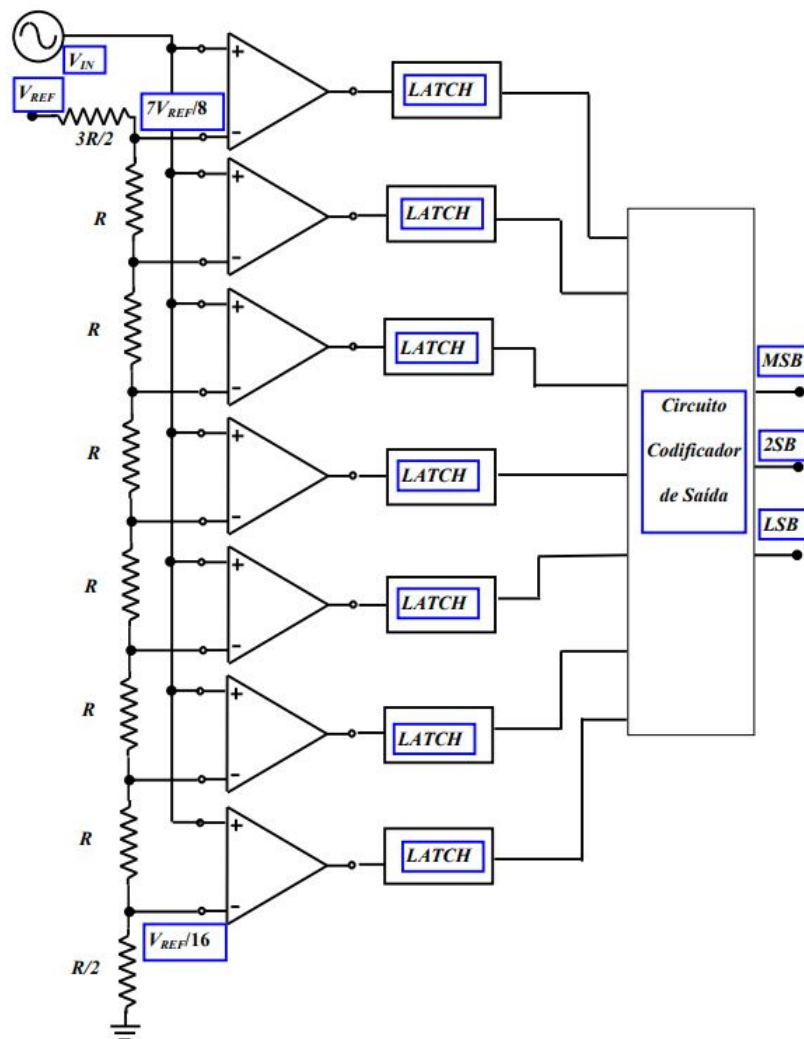 V_IN
V_REF
3R/2
7V_REF/8
+
-
LATCH
R
+
-
LATCH
R
+
-
LATCH
R
+
-
LATCH
R
+
-
LATCH
R
+
-
LATCH
R
+
-
LATCH
V_REF/16
R/2
Circuito
Codificador
de Saída
MSB
2SB
LSB